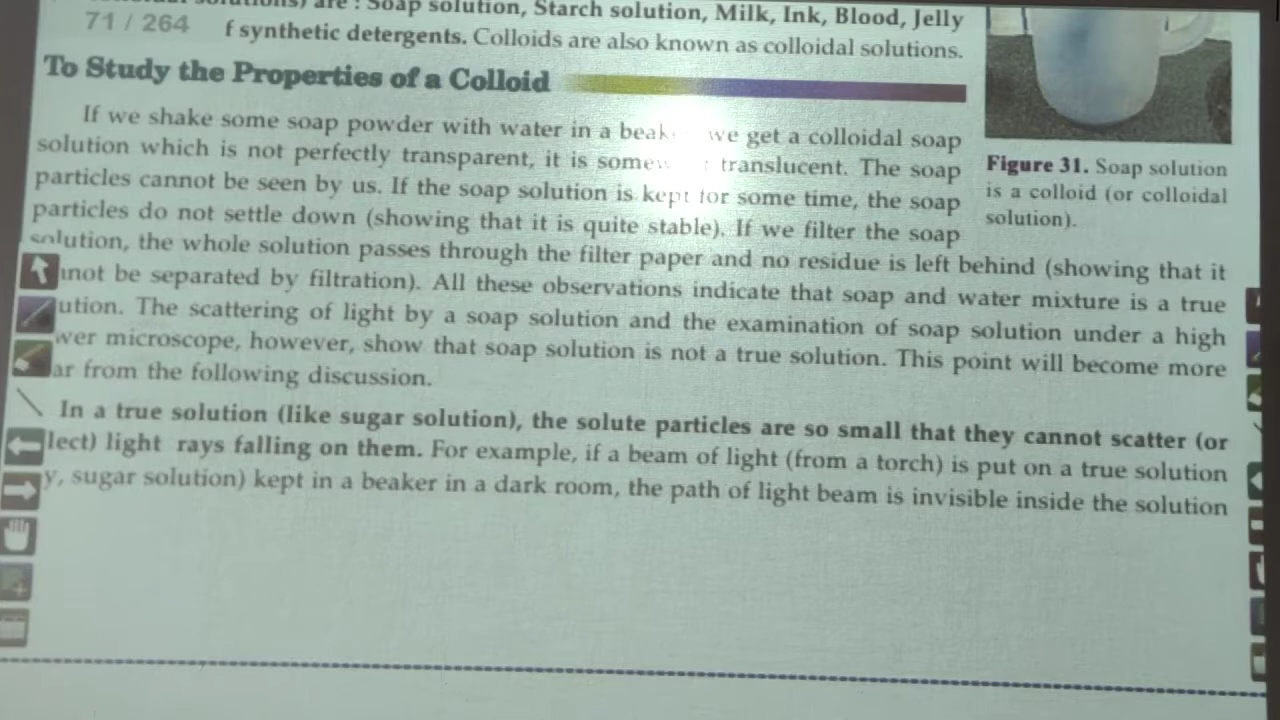 are : Soap solution, Starch solution, Milk, Ink, Blood, Jelly
71 / 264
f synthetic detergents. Colloids are also known as colloidal solutions.
To Study the Properties of a Colloid
If we shake some soap powder with water in a we get a colloidal soap
solution which is not perfectly transparent, it is translucent. The soap
particles cannot be seen by us. If the soap solution is kept for some time, the soap
particles do not settle down (showing that it is quite stable). If we filter the soap
solution, the whole solution passes through the filter paper and no residue is left behind (showing that it
not be separated by filtration). All these observations indicate that soap and water mixture is a true
ution. The scattering of light by a soap solution and the examination of soap solution under a high
wer microscope, however, show that soap solution is not a true solution. This point will become more
ar from the following discussion.
In a true solution (like sugar solution), the solute particles are so small that they cannot scatter (or
lect) light rays falling on them. For example, if a beam of light (from a torch) is put on a true solution
y, sugar solution) kept in a beaker in a dark room, the path of light beam is invisible inside the solution
Figure 31. Soap solution
is a colloid (or colloidal
solution).